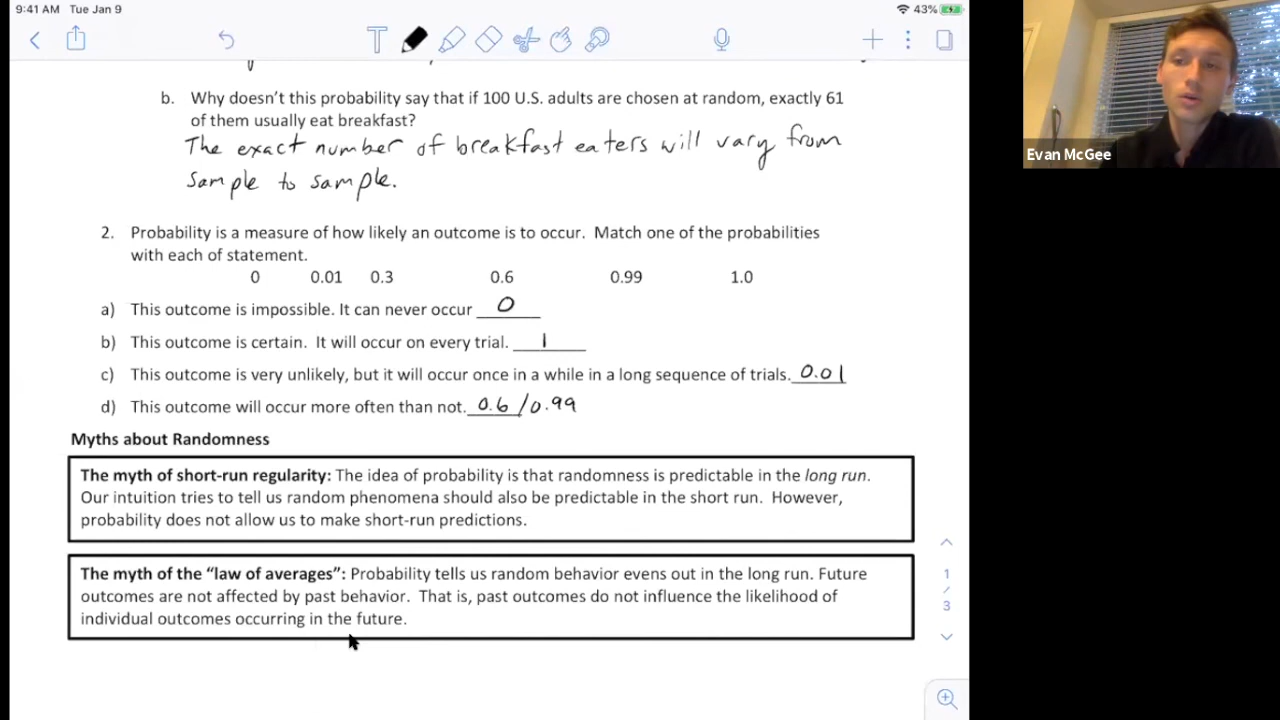 9:41 AM Tue Jan 9
43%
T
b. Why doesn't this probability say that if 100 U.S. adults are chosen at random, exactly 61
of them usually eat breakfast?
The exact number of breakfast eaters will vary from
sample to sample.
2. Probability is a measure of how likely an outcome is to occur. Match one of the probabilities
with each of statement.
0 0.01 0.3 0.6 0.99 1.0
a) This outcome is impossible. It can never occur 0
b) This outcome is certain. It will occur on every trial. 1
c) This outcome is very unlikely, but it will occur once in a while in a long sequence of trials. 0.01
d) This outcome will occur more often than not. 0.6/0.99
Myths about Randomness
The myth of short-run regularity: The idea of probability is that randomness is predictable in the long run.
Our intuition tries to tell us random phenomena should also be predictable in the short run. However,
probability does not allow us to make short-run predictions.
The myth of the "law of averages": Probability tells us random behavior evens out in the long run. Future
outcomes are not affected by past behavior. That is, past outcomes do not influence the likelihood of
individual outcomes occurring in the future.
1
/
3
Evan McGee